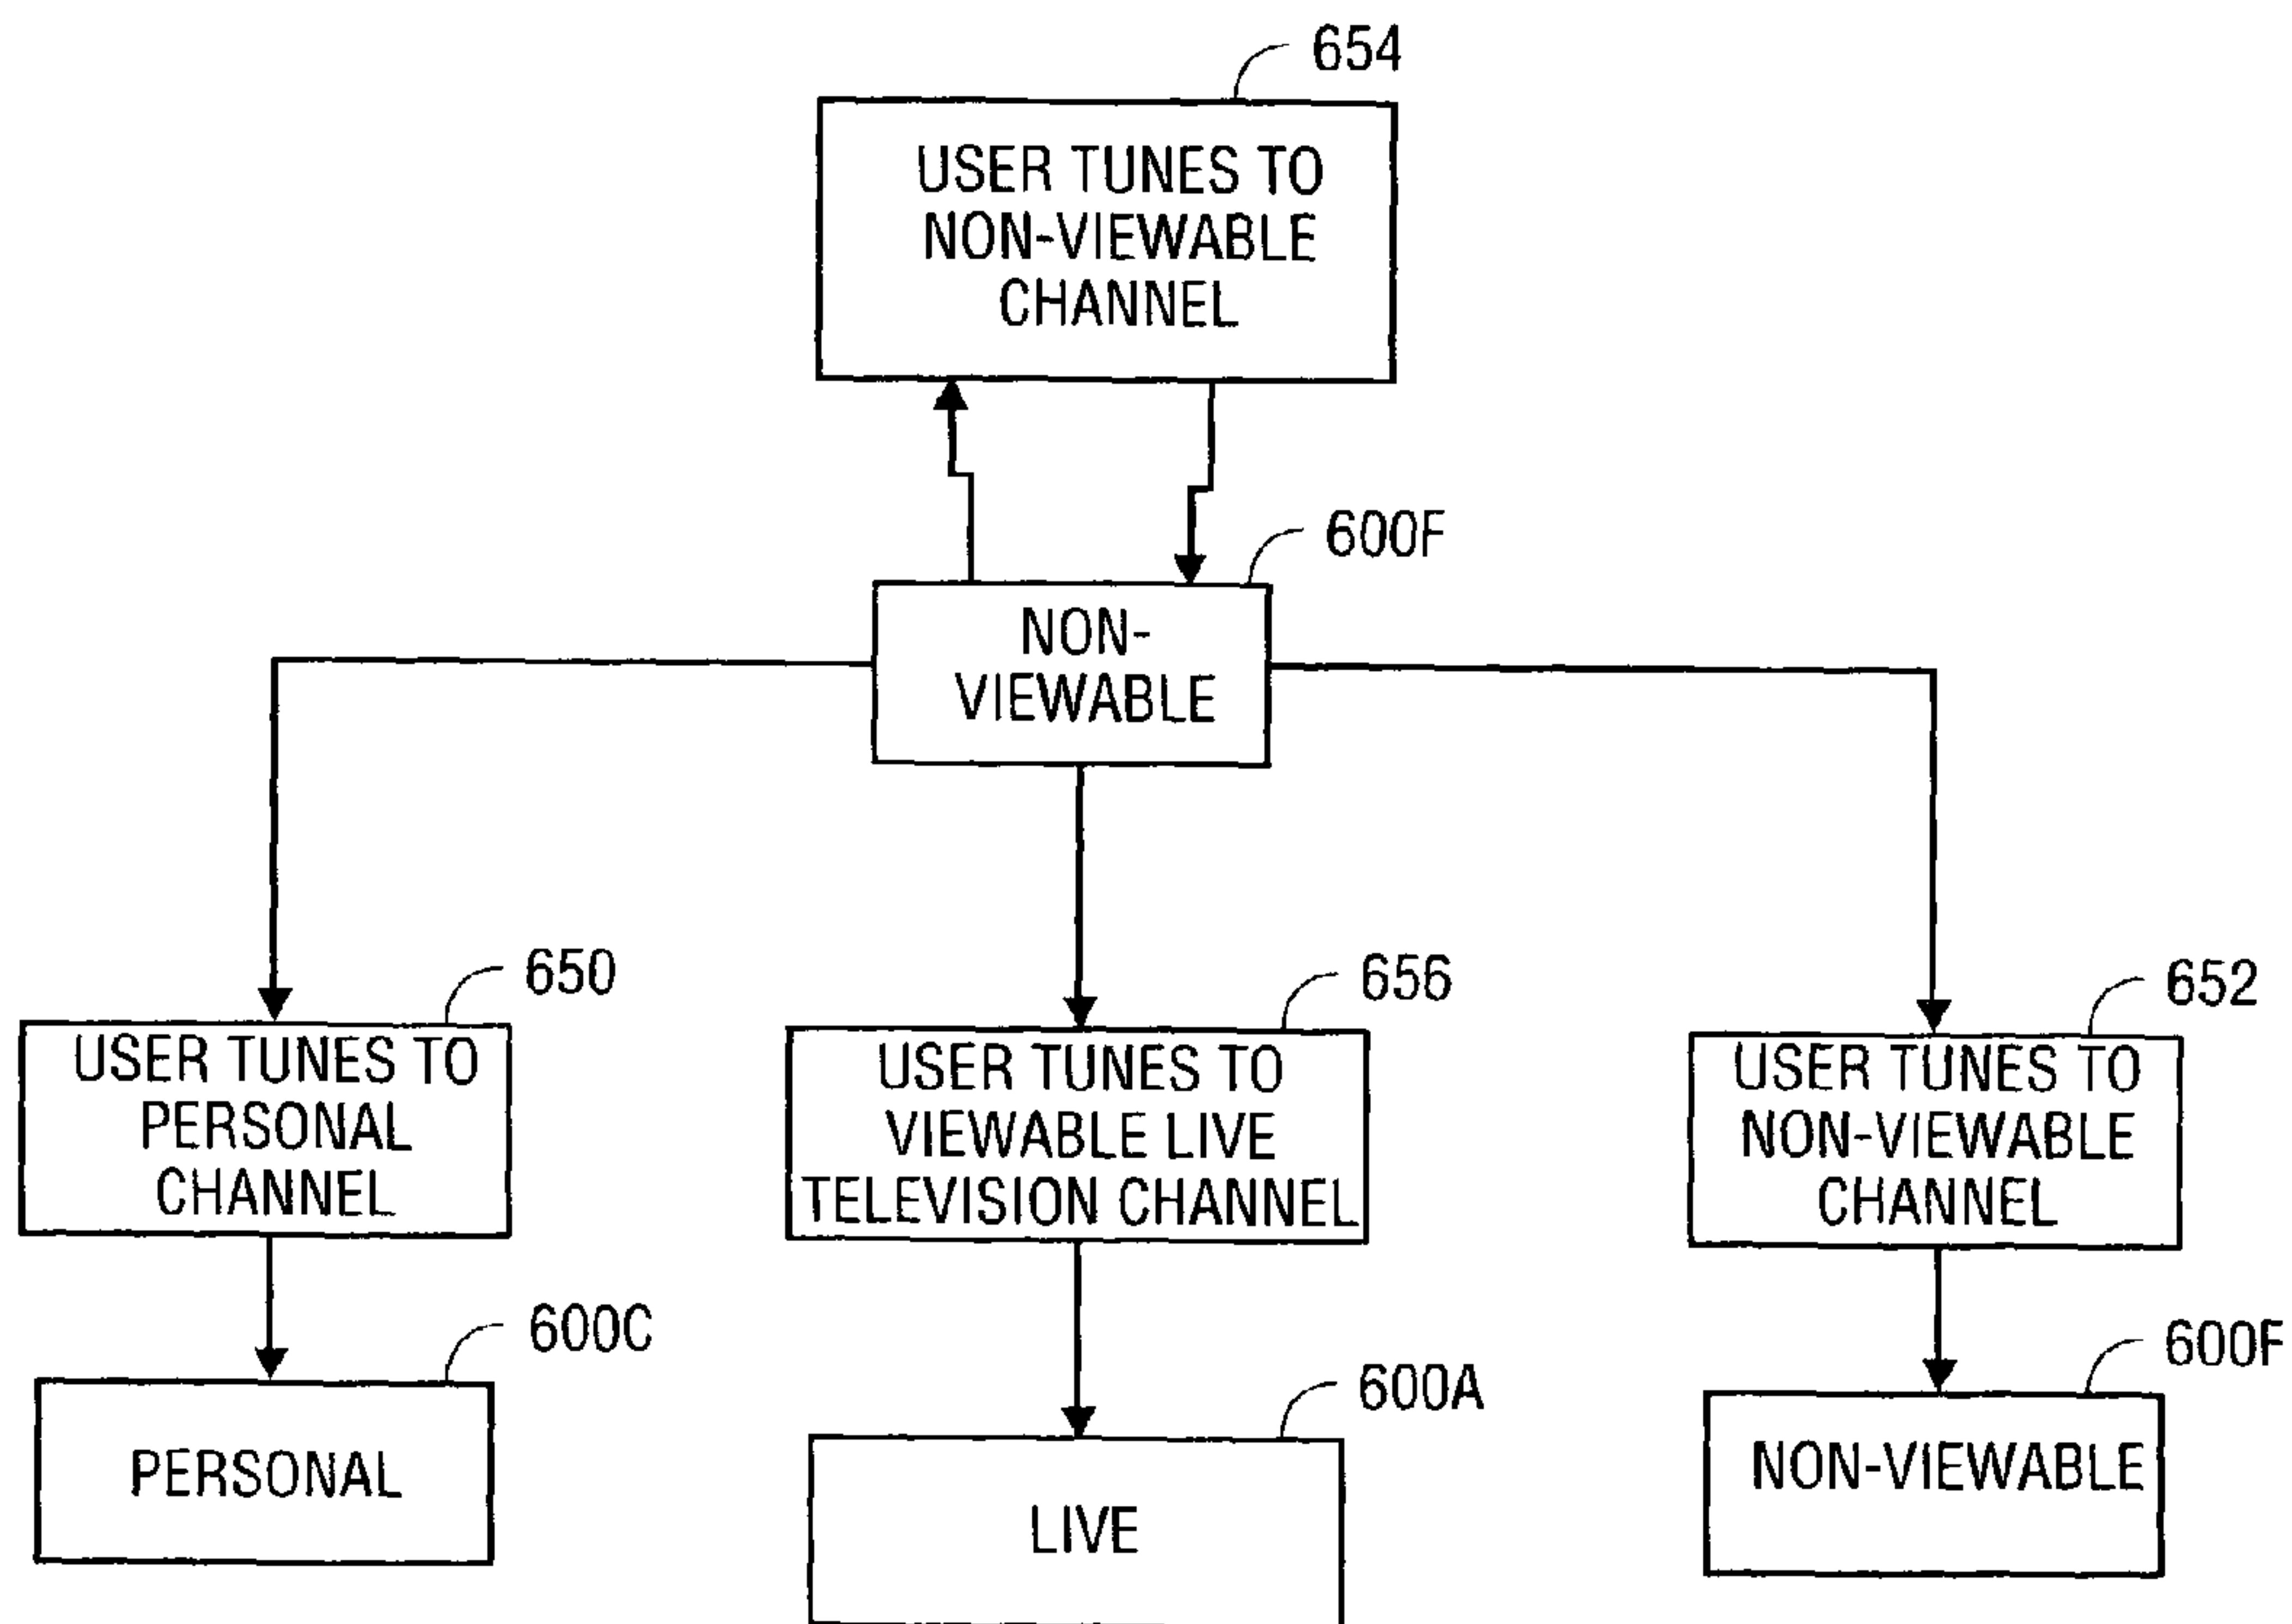 654
USER TUNES TO
NON-VIEWABLE
CHANNEL
600F
NON-
VIEWABLE
650
USER TUNES TO
PERSONAL
CHANNEL
656
USER TUNES TO
VIEWABLE LIVE
TELEVISION CHANNEL
652
USER TUNES TO
NON-VIEWABLE
CHANNEL
600C
PERSONAL
600A
LIVE
600F
NON-VIEWABLE